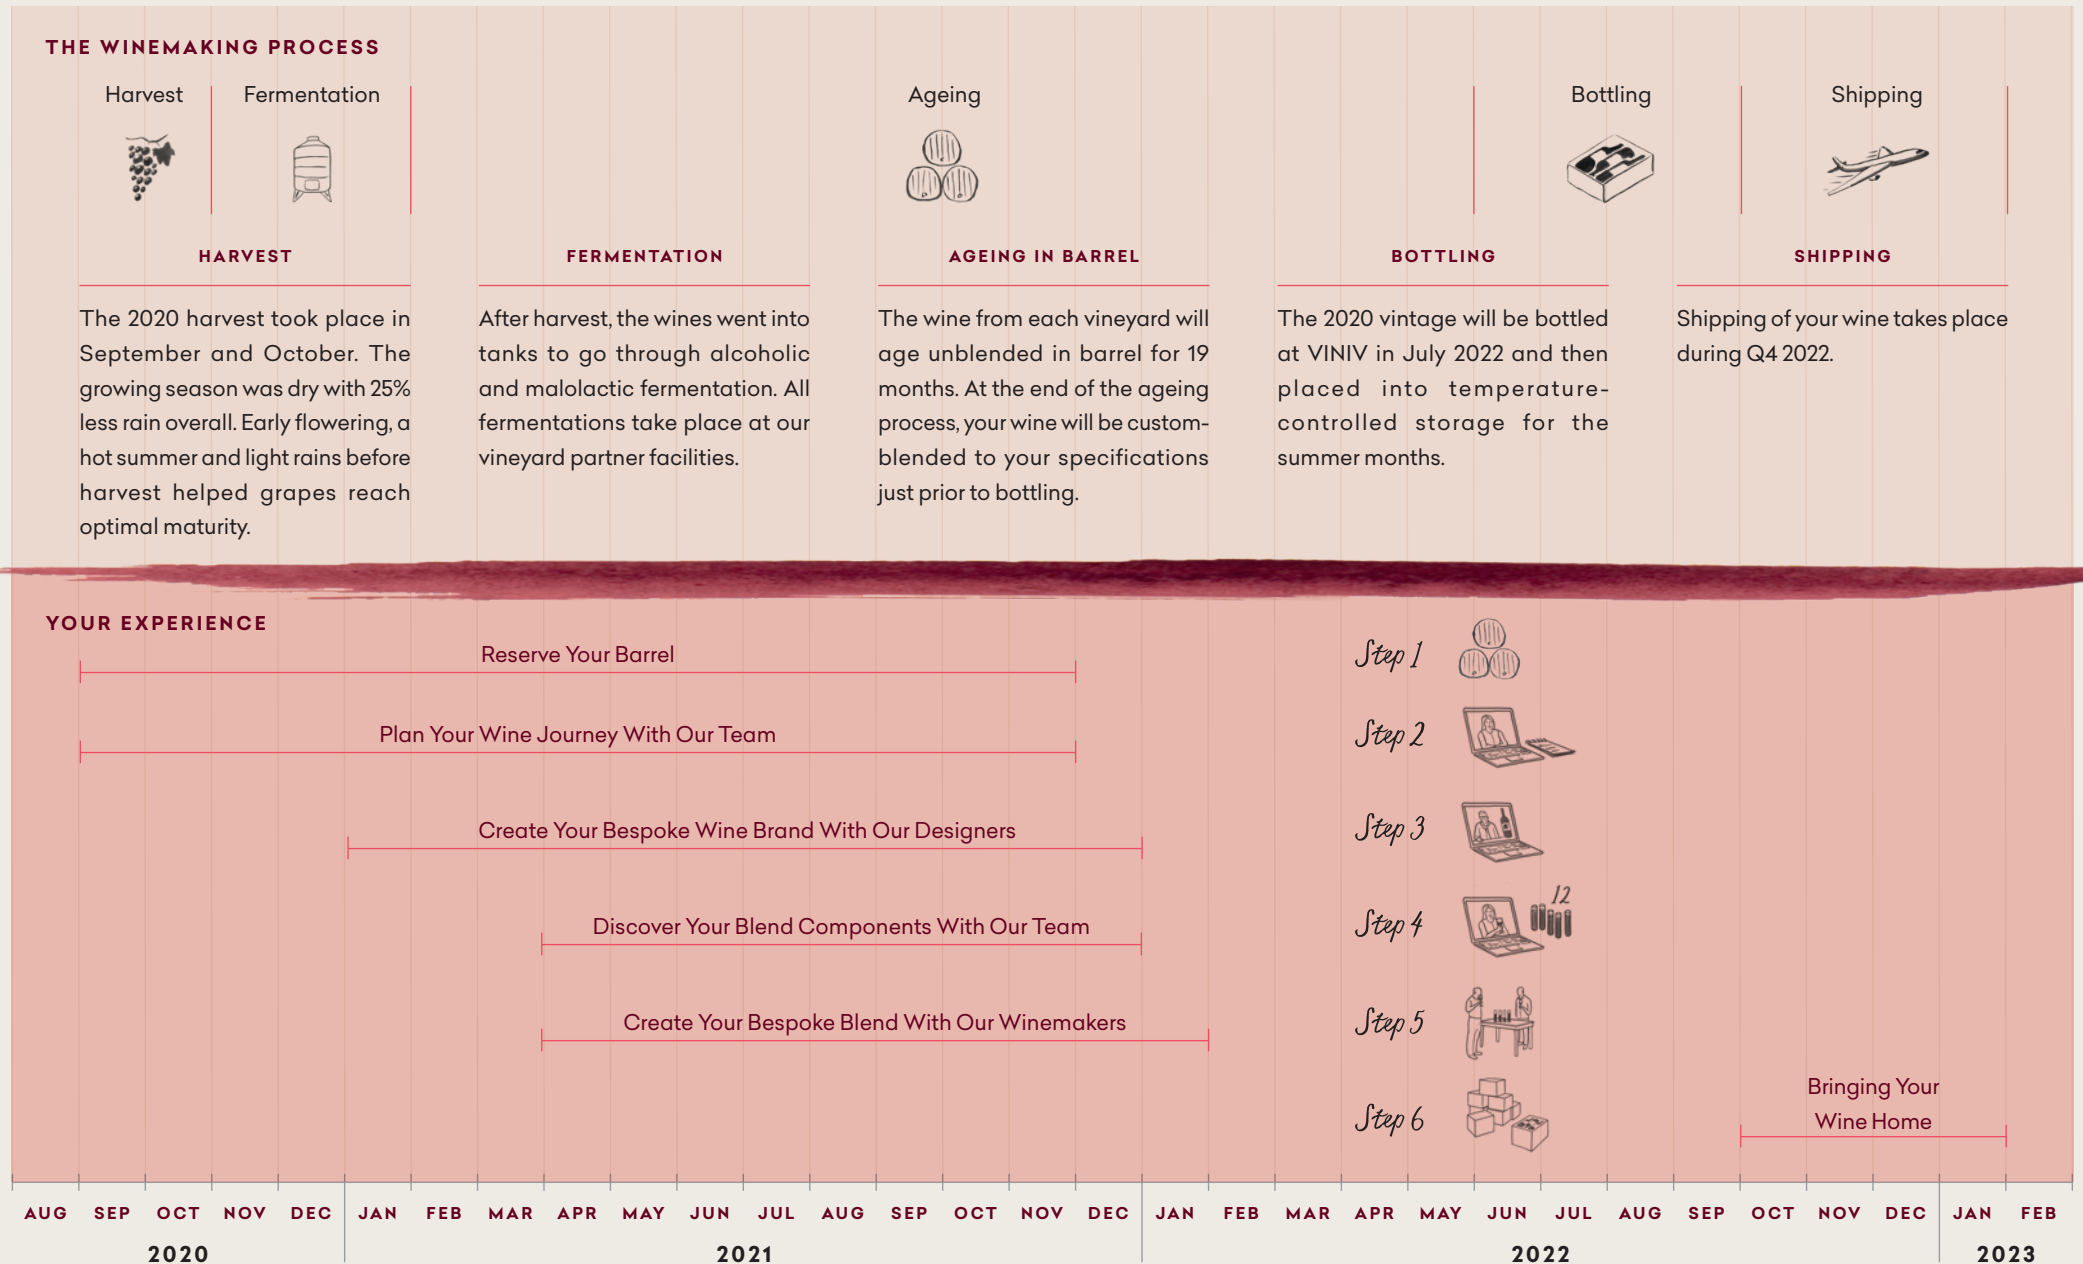 THE WINEMAKING PROCESS
Harvest
Fermentation
Ageing
Bottling
Shipping
HARVEST
The 2020 harvest took place in
September and October. The
growing season was dry with 25%
less rain overall. Early flowering, a
hot summer and light rains before
harvest helped grapes reach
optimal maturity.
FERMENTATION
After harvest, the wines went into
tanks to go through alcoholic
and malolactic fermentation. All
fermentations take place at our
vineyard partner facilities.
AGEING IN BARREL
The wine from each vineyard will
age unblended in barrel for 19
months. At the end of the ageing
process, your wine will be custom-
blended to your specifications
just prior to bottling.
BOTTLING
The 2020 vintage will be bottled
at VINIV in July 2022 and then
placed into temperature-
controlled storage for the
summer months.
SHIPPING
Shipping of your wine takes place
during Q4 2022.
YOUR EXPERIENCE
Reserve Your Barrel
Step 1
Plan Your Wine Journey With Our Team
Step 2
Create Your Bespoke Wine Brand With Our Designers
Step 3
Discover Your Blend Components With Our Team
Step 4
12
Create Your Bespoke Blend With Our Winemakers
Step 5
Step 6
Bringing Your
Wine Home
AUG SEP OCT NOV DEC JAN FEB MAR APR MAY JUN JUL AUG SEP OCT NOV DEC JAN FEB MAR APR MAY JUN JUL AUG SEP OCT NOV DEC JAN FEB
2020 2021 2022 2023